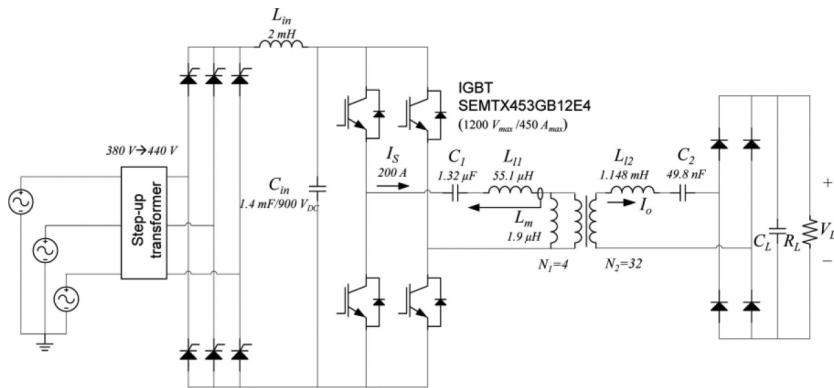 L_in
2 mH
IGBT
SEMTX453GB12E4
(1200 V_max /450 A_max)
380 V→440 V
Step-up
transformer
C_in
1.4 mF/900 V_DC
I_S
200 A
C_1
1.32 µF
L_l1
55.1 µH
L_l2
1.148 mH
C_2
49.8 nF
L_m
1.9 µH
I_o
N_1=4
N_2=32
C_L
R_L
+
V_L
−